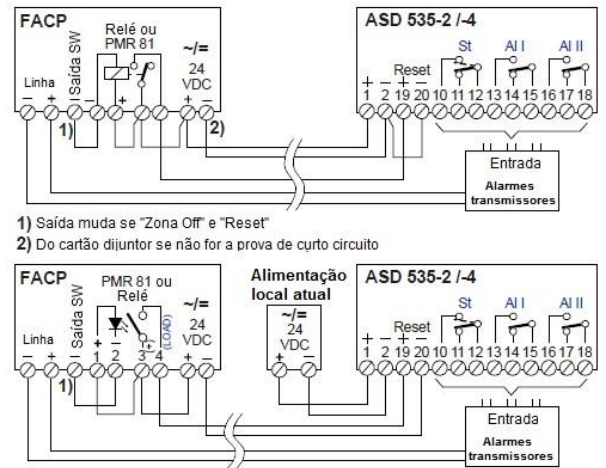 FACP
Relé ou
PMR 81
~/=
24
VDC
Saída SW
Linha
− + − − + + −
1)
2)
ASD 535-2 /-4
St
Al I
Al II
Reset
+ − + −
1 2 19 20 10 11 12 13 14 15 16 17 18
Entrada
Alarmes
transmissores
1) Saída muda se "Zona Off" e "Reset"
2) Do cartão dijuntor se não for a prova de curto circuito
FACP
PMR 81 ou
Relé
~/=
24
VDC
Saída SW
(LOAD)
(+)
Linha
− + − + − + −
1 2 3 4
1)
Alimentação
local atual
~/=
24
VDC
+ −
ASD 535-2 /-4
St
Al I
Al II
Reset
+ − + −
1 2 19 20 10 11 12 13 14 15 16 17 18
Entrada
Alarmes
transmissores